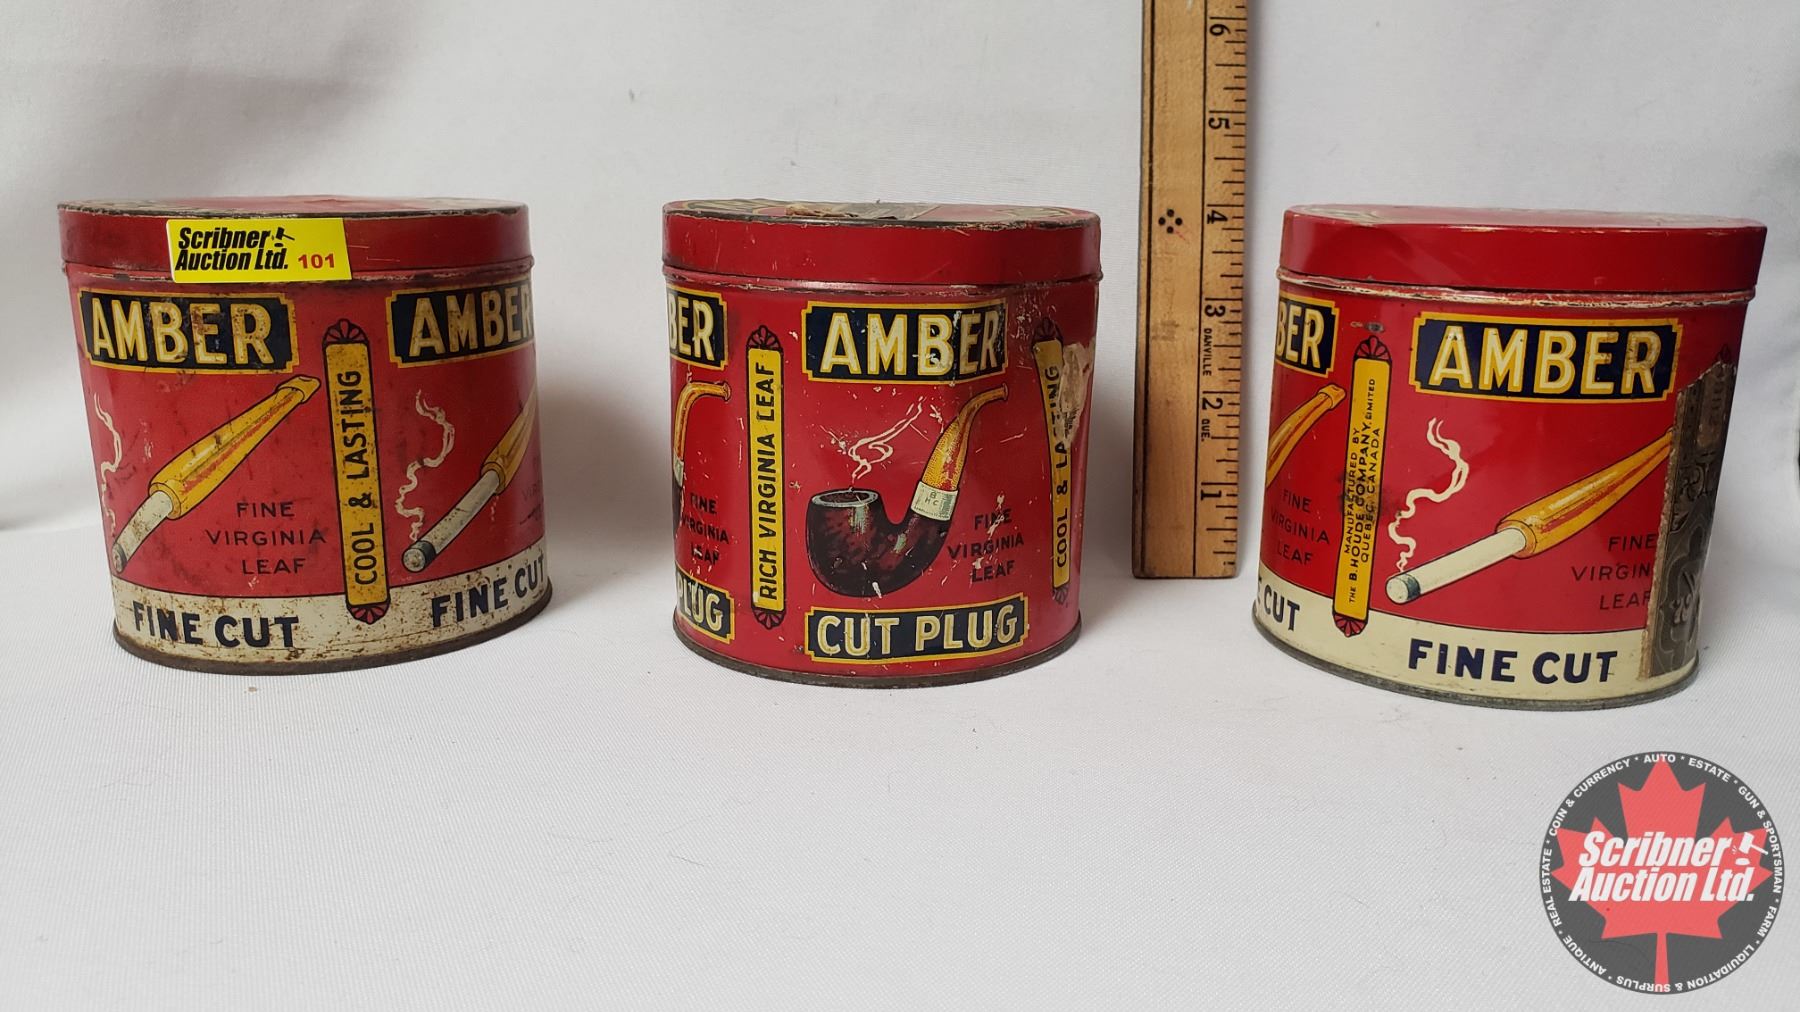 Scribner
Auction Ltd. 101
AMBER
AMBER
FINE
VIRGINIA
LEAF
COOL & LASTING
FINE CUT
FINE CUT
BER
AMBER
RICH VIRGINIA LEAF
FINE
VIRGINIA
LEAF
FINE
VIRGINIA
LEAF
COOL & LASTING
PLUG
CUT PLUG
6
5
4
3
2
1
DANVILLE
QUE.
BER
AMBER
FINE
VIRGINIA
LEAF
MANUFACTURED BY
THE B. HOUDE COMPANY, LIMITED
QUEBEC, CANADA
FINE
VIRGIN
LEAF
CUT
FINE CUT
REAL ESTATE * COIN & CURRENCY * AUTO * ESTATE * GUN & SPORTSMAN * FARM * LIQUIDATION & SURPLUS * ANTIQUE *
Scribner
Auction Ltd.